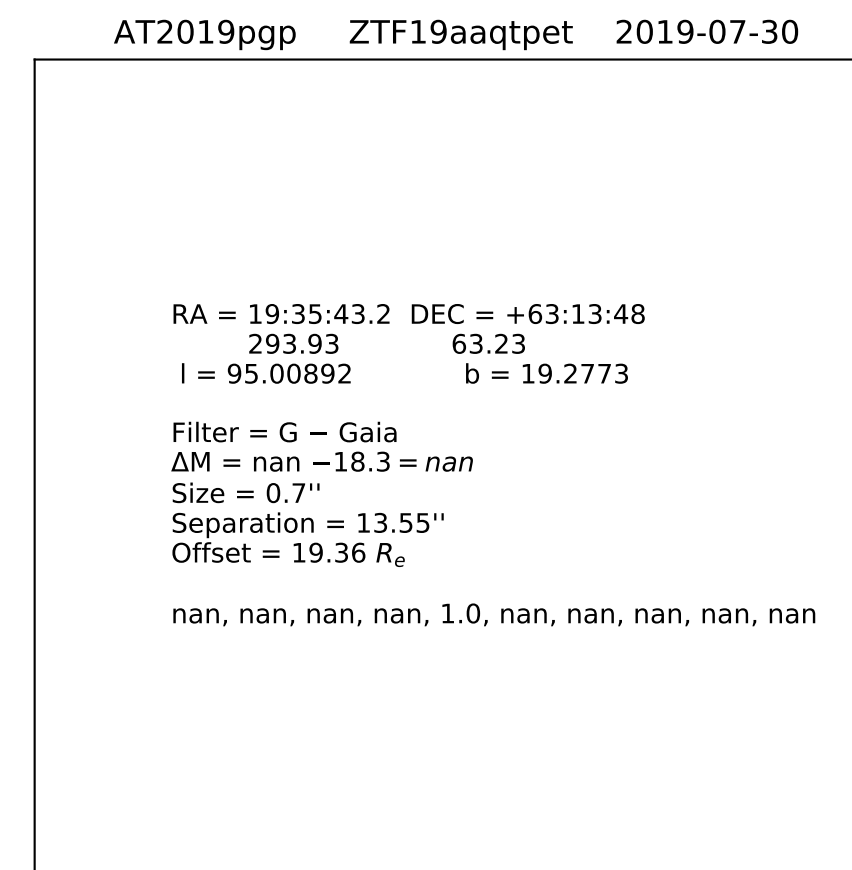 AT2019pgp ZTF19aaqtpet 2019-07-30
RA = 19:35:43.2 DEC = +63:13:48
293.93 63.23
l = 95.00892 b = 19.2773
Filter = G − Gaia
ΔM = nan −18.3 = nan
Size = 0.7''
Separation = 13.55''
Offset = 19.36 Rₑ
nan, nan, nan, nan, 1.0, nan, nan, nan, nan, nan